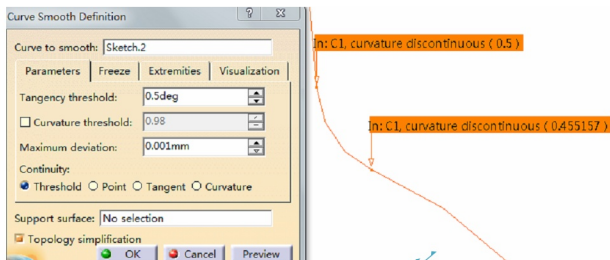 Curve Smooth Definition
Curve to smooth: Sketch.2
Parameters Freeze Extremities Visualization
Tangency threshold: 0.5deg
Curvature threshold: 0.98
Maximum deviation: 0.001mm
Continuity:
Threshold Point Tangent Curvature
Support surface: No selection
Topology simplification
OK Cancel Preview
In: C1, curvature discontinuous ( 0.5 )
In: C1, curvature discontinuous ( 0.455157 )